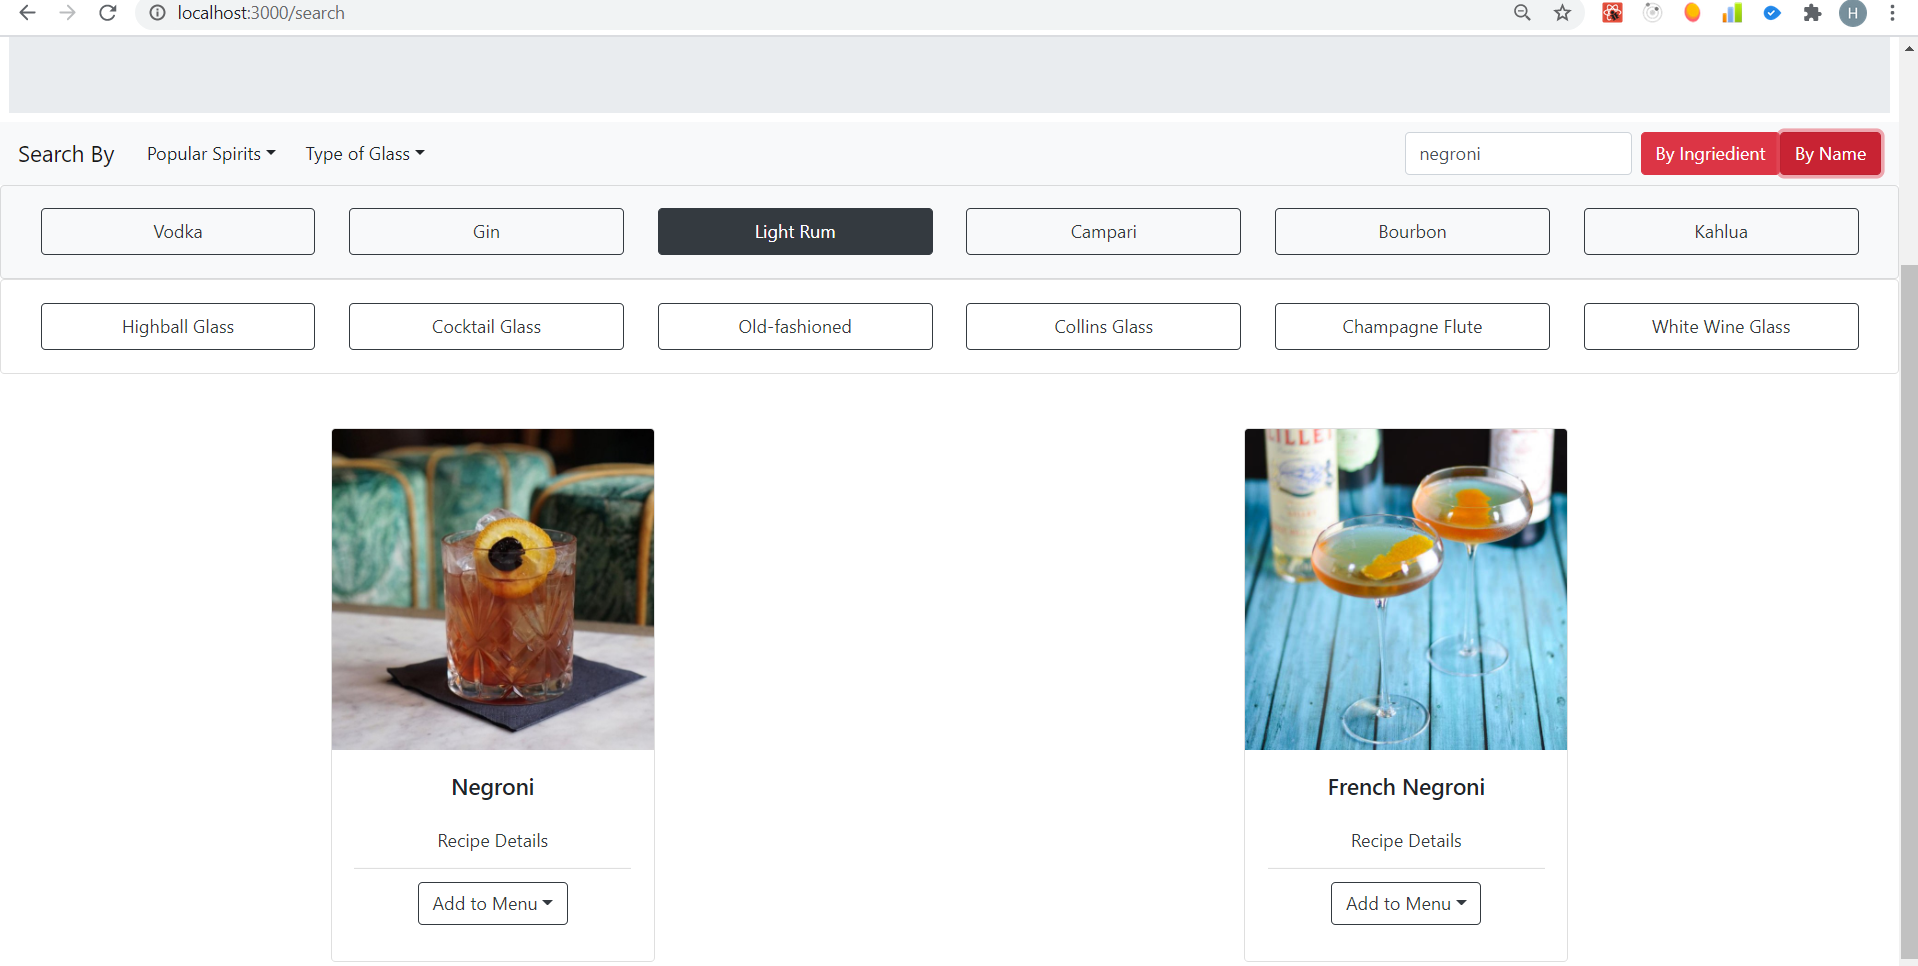 localhost:3000/search
H
Search By
Popular Spirits
Type of Glass
negroni
By Ingriedient
By Name
Vodka
Gin
Light Rum
Campari
Bourbon
Kahlua
Highball Glass
Cocktail Glass
Old-fashioned
Collins Glass
Champagne Flute
White Wine Glass
LILLET
Negroni
French Negroni
Recipe Details
Recipe Details
Add to Menu
Add to Menu